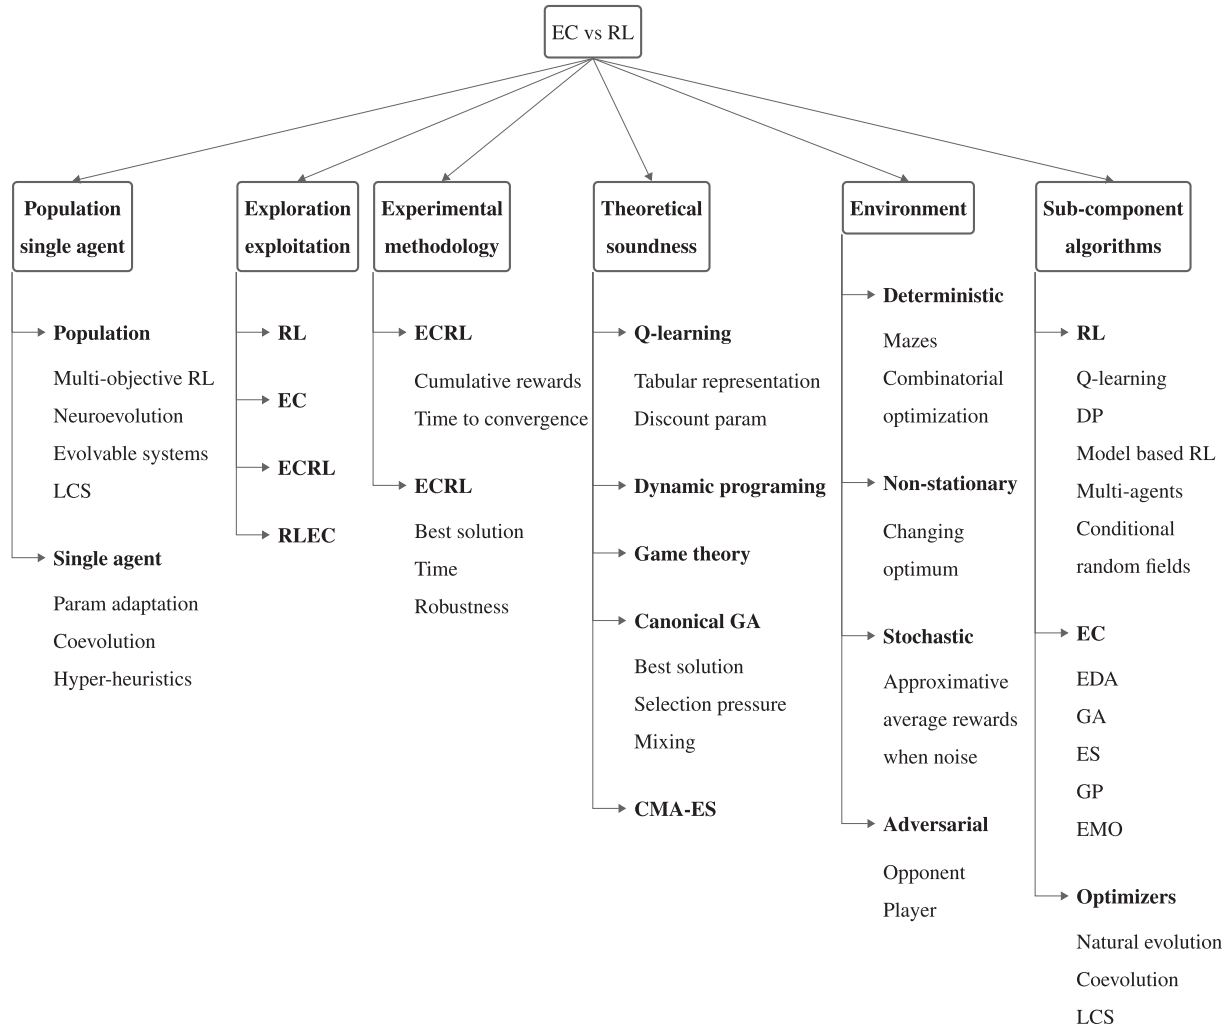 EC vs RL
Population
single agent
Population
Multi-objective RL
Neuroevolution
Evolvable systems
LCS
Single agent
Param adaptation
Coevolution
Hyper-heuristics
Exploration
exploitation
RL
EC
ECRL
RLEC
Experimental
methodology
ECRL
Cumulative rewards
Time to convergence
ECRL
Best solution
Time
Robustness
Theoretical
soundness
Q-learning
Tabular representation
Discount param
Dynamic programing
Game theory
Canonical GA
Best solution
Selection pressure
Mixing
CMA-ES
Environment
Deterministic
Mazes
Combinatorial
optimization
Non-stationary
Changing
optimum
Stochastic
Approximative
average rewards
when noise
Adversarial
Opponent
Player
Sub-component
algorithms
RL
Q-learning
DP
Model based RL
Multi-agents
Conditional
random fields
EC
EDA
GA
ES
GP
EMO
Optimizers
Natural evolution
Coevolution
LCS